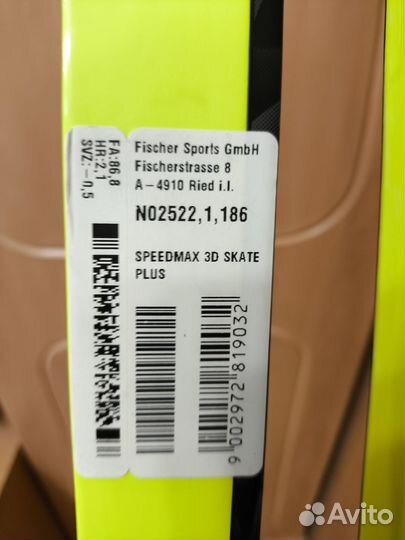 FA:86,8
HR:2,1
SVZ:-0,5
Fischer Sports GmbH
Fischerstrasse 8
A-4910 Ried i.I.
N02522,1,186
SPEEDMAX 3D SKATE
PLUS
9 002972 819032
Avito